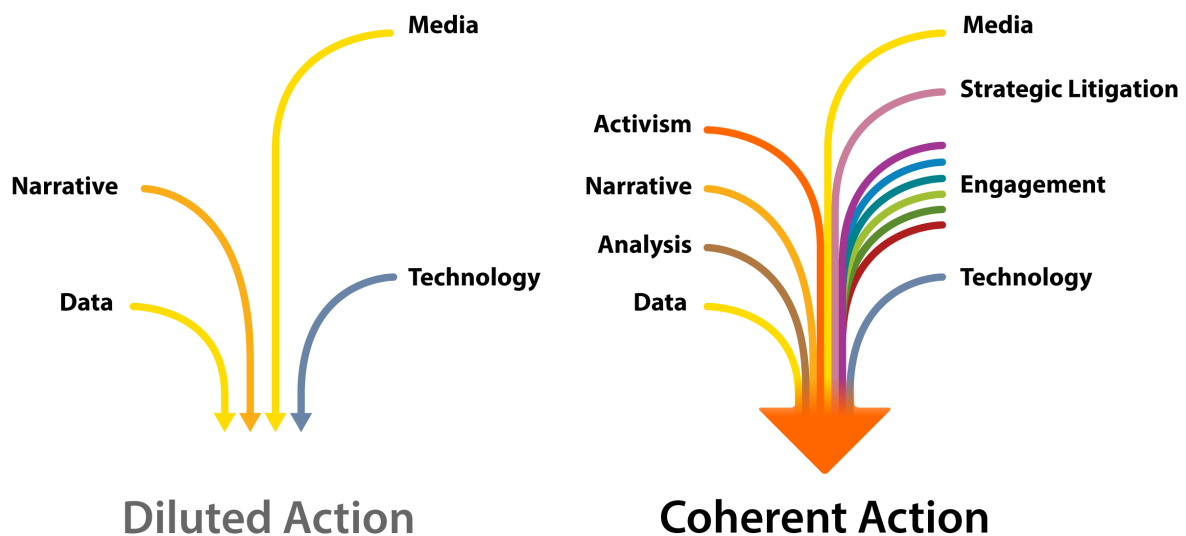 Media
Narrative
Data
Technology
Diluted Action
Media
Strategic Litigation
Activism
Narrative
Engagement
Analysis
Technology
Data
Coherent Action